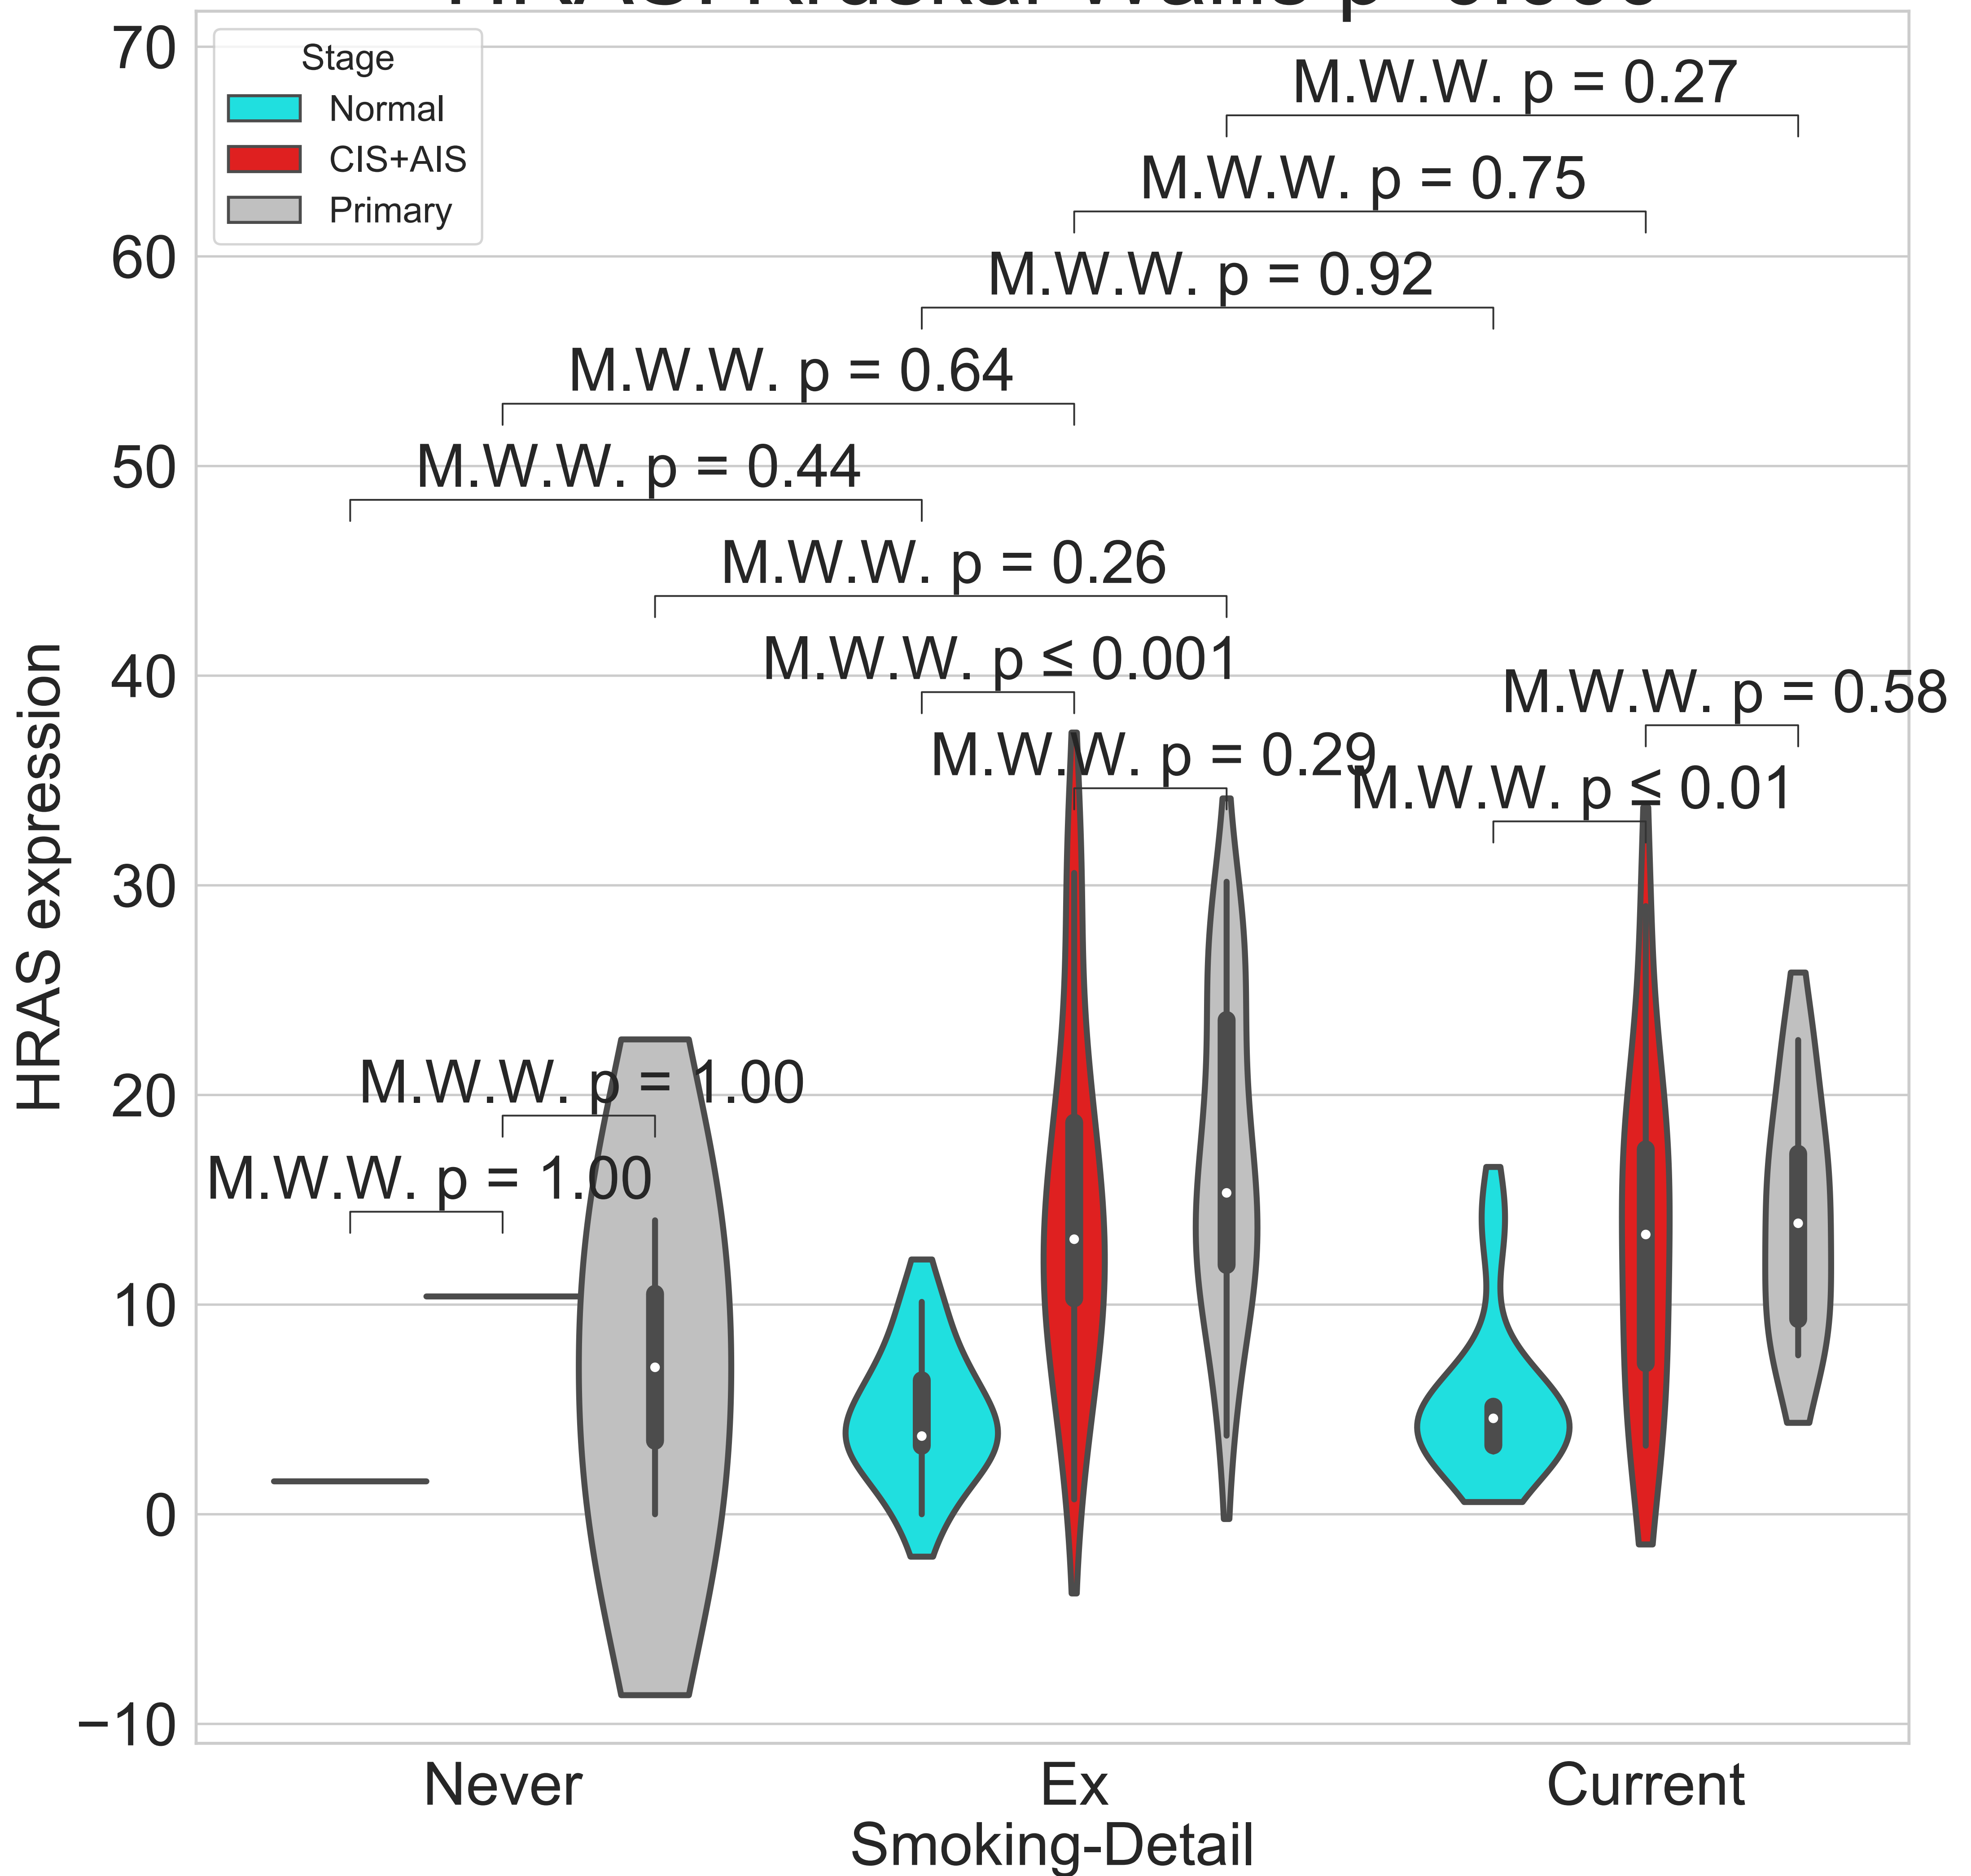 70
Stage
Normal
CIS+AIS
Primary
M.W.W. p = 0.27
M.W.W. p = 0.75
60
M.W.W. p = 0.92
M.W.W. p = 0.64
50
M.W.W. p = 0.44
M.W.W. p = 0.26
M.W.W. p ≤ 0.001
40
M.W.W. p = 0.58
M.W.W. p = 0.29
M.W.W. p ≤ 0.01
30
HRAS expression
20
M.W.W. p = 1.00
M.W.W. p = 1.00
10
0
−10
Never
Ex
Current
Smoking-Detail